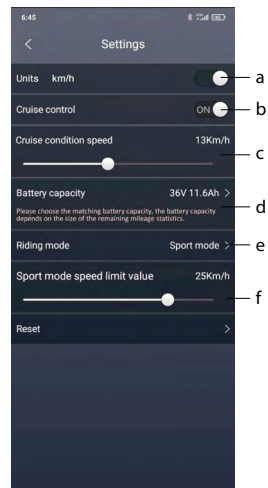 6:45
Settings
Units km/h a
Cruise control ON b
Cruise condition speed 13Km/h c
Battery capacity 36V 11.6Ah > d
Please choose the matching battery capacity, the battery capacity
depends on the size of the remaining mileage statistics.
Riding mode Sport mode > e
Sport mode speed limit value 25Km/h f
Reset >